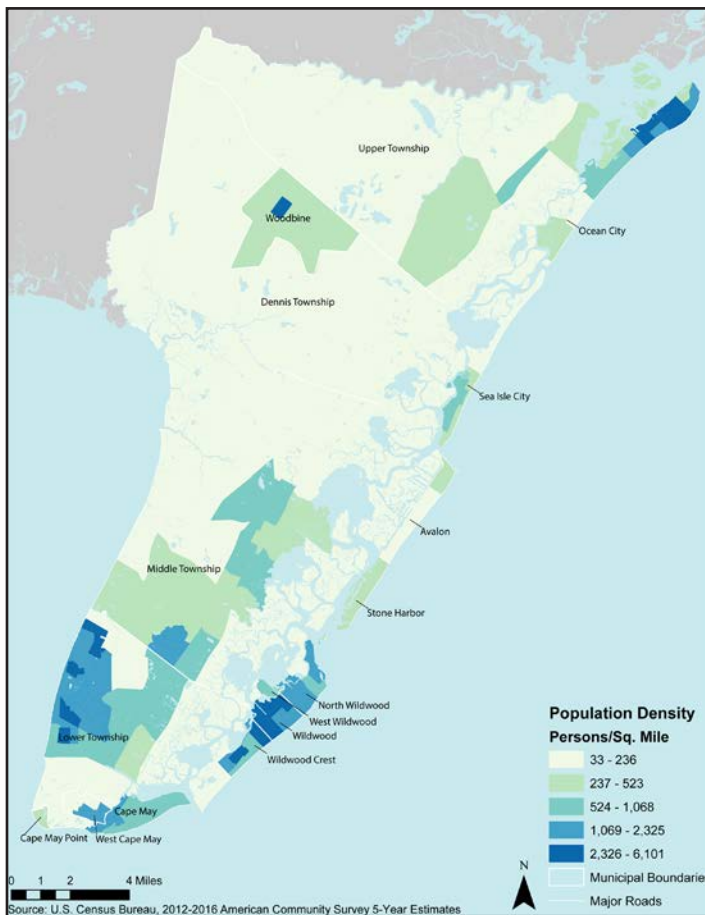 Upper Township
Woodbine
Ocean City
Dennis Township
Sea Isle City
Avalon
Middle Township
Stone Harbor
North Wildwood
West Wildwood
Wildwood
Lower Township
Wildwood Crest
Cape May
Cape May Point
West Cape May
Population Density
Persons/Sq. Mile
33 - 236
237 - 523
524 - 1,068
1,069 - 2,325
2,326 - 6,101
Municipal Boundaries
Major Roads
N
0 1 2 4 Miles
Source: U.S. Census Bureau, 2012-2016 American Community Survey 5-Year Estimates